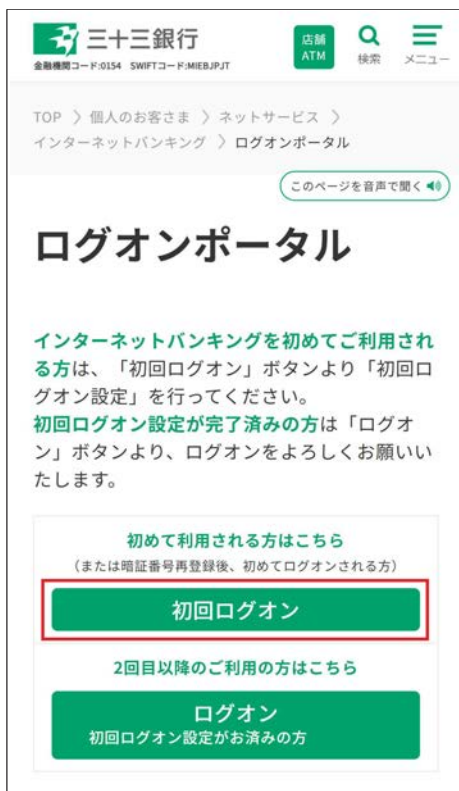 三十三銀行
金融機関コード:0154 SWIFTコード:MIEBJPJT
店舗
ATM
検索
メニュー
TOP 〉 個人のお客さま 〉 ネットサービス 〉
インターネットバンキング 〉 ログオンポータル
このページを音声で聞く
ログオンポータル
インターネットバンキングを初めてご利用され
る方は、「初回ログオン」ボタンより「初回ロ
グオン設定」を行ってください。
初回ログオン設定が完了済みの方は「ログオ
ン」ボタンより、ログオンをよろしくお願いい
たします。
初めて利用される方はこちら
(または暗証番号再登録後、初めてログオンされる方)
初回ログオン
2回目以降のご利用の方はこちら
ログオン
初回ログオン設定がお済みの方